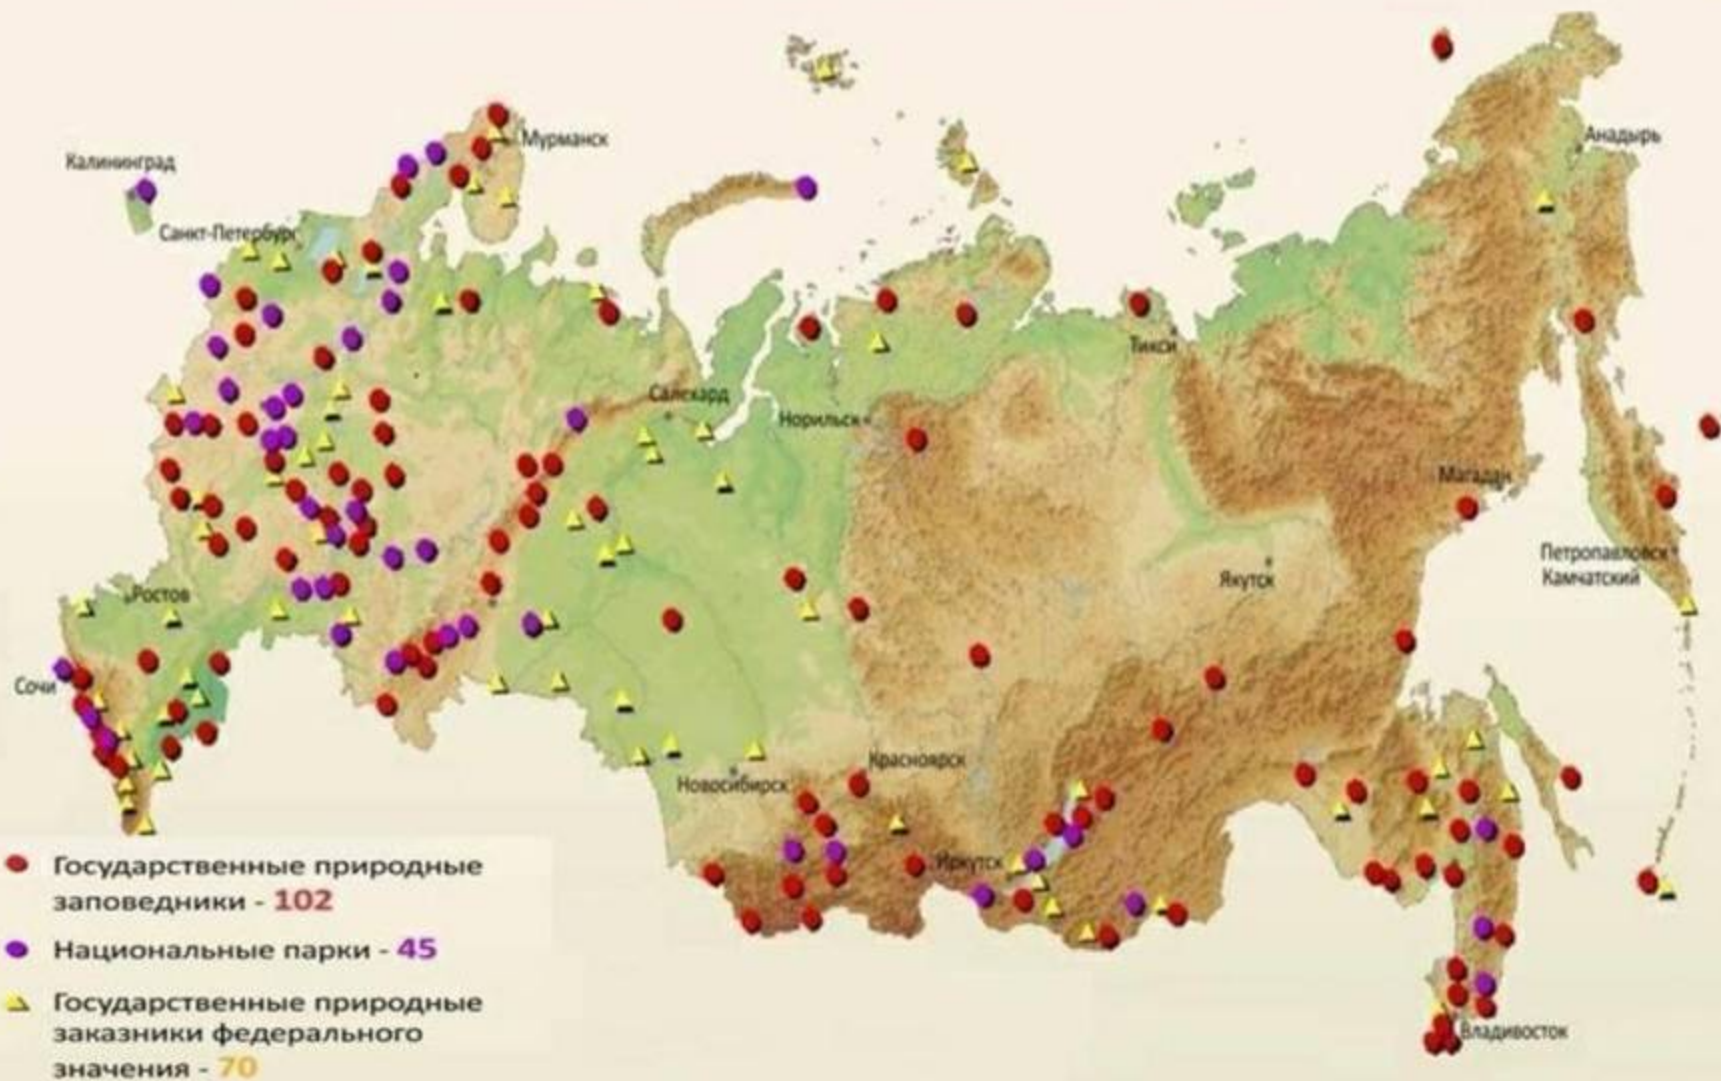 Мурманск
Калининград
Анадырь
Санкт-Петербург
Тикси
Салехард
Норильск
Магадан
Петропавловск
Камчатский
Якутск
Ростов
Сочи
Красноярск
Новосибирск
Иркутск
Владивосток
Государственные природные
заповедники - 102
Национальные парки - 45
Государственные природные
заказники федерального
значения - 70